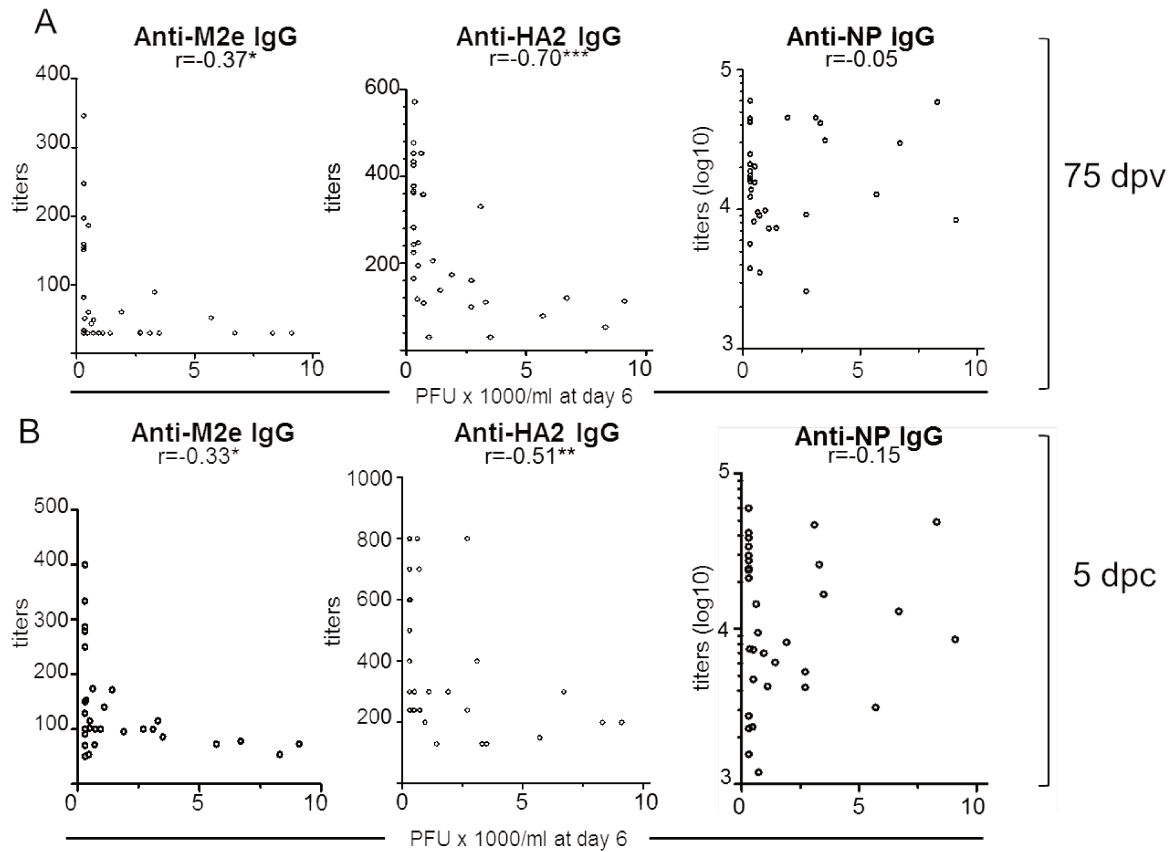 A
Anti-M2e IgG
r=-0.37*
Anti-HA2 IgG
r=-0.70***
Anti-NP IgG
r=-0.05
400
300
200
100
titers
0
5
10
600
400
200
titers
0
5
10
5
4
3
titers (log10)
0
5
10
75 dpv
PFU x 1000/ml at day 6
B
Anti-M2e IgG
r=-0.33*
Anti-HA2 IgG
r=-0.51**
Anti-NP IgG
r=-0.15
500
400
300
200
100
titers
0
5
10
1000
800
600
400
200
titers
0
5
10
5
4
3
titers (log10)
0
5
10
5 dpc
PFU x 1000/ml at day 6